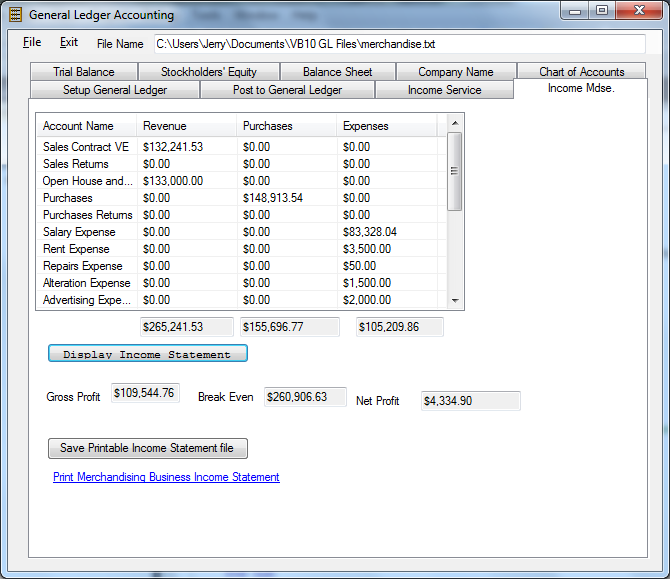 General Ledger Accounting
File Exit File Name C:\Users\Jerry\Documents\VB10 GL Files\merchandise.txt
Trial Balance Stockholders' Equity Balance Sheet Company Name Chart of Accounts
Setup General Ledger Post to General Ledger Income Service Income Mdse.
Account Name Revenue Purchases Expenses
Sales Contract VE $132,241.53 $0.00 $0.00
Sales Returns $0.00 $0.00 $0.00
Open House and... $133,000.00 $0.00 $0.00
Purchases $0.00 $148,913.54 $0.00
Purchases Returns $0.00 $0.00 $0.00
Salary Expense $0.00 $0.00 $83,328.04
Rent Expense $0.00 $0.00 $3,500.00
Repairs Expense $0.00 $0.00 $50.00
Alteration Expense $0.00 $0.00 $1,500.00
Advertising Expe... $0.00 $0.00 $2,000.00
$265,241.53 $155,696.77 $105,209.86
Display Income Statement
Gross Profit $109,544.76 Break Even $260,906.63 Net Profit $4,334.90
Save Printable Income Statement file
Print Merchandising Business Income Statement